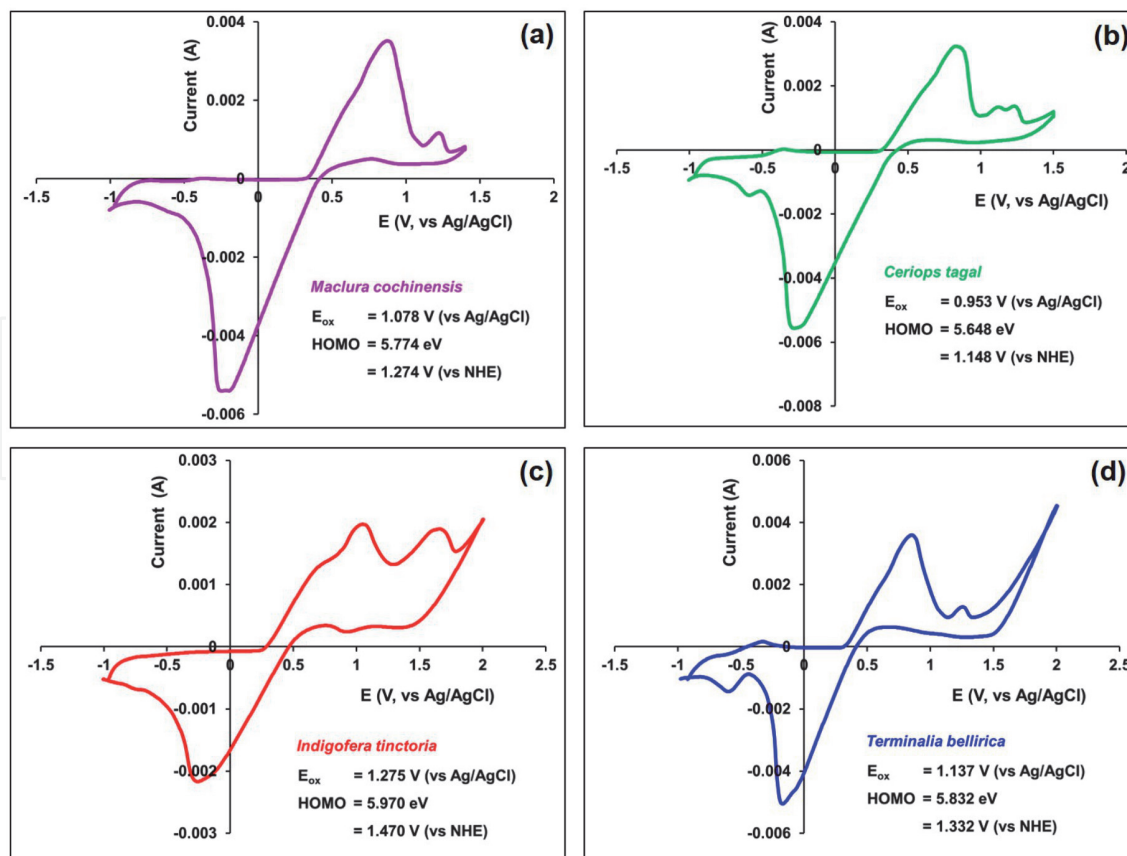 (a)
Current (A)
0.004
0.002
0
-0.002
-0.004
-0.006
-1.5 -1 -0.5 0 0.5 1 1.5 2
E (V, vs Ag/AgCl)
Maclura cochinensis
Eox = 1.078 V (vs Ag/AgCl)
HOMO = 5.774 eV
= 1.274 V (vs NHE)
(b)
Current (A)
0.004
0.002
0
-0.002
-0.004
-0.006
-0.008
-1.5 -1 -0.5 0 0.5 1 1.5 2
E (V, vs Ag/AgCl)
Ceriops tagal
Eox = 0.953 V (vs Ag/AgCl)
HOMO = 5.648 eV
= 1.148 V (vs NHE)
(c)
Current (A)
0.003
0.002
0.001
0
-0.001
-0.002
-0.003
-1.5 -1 -0.5 0 0.5 1 1.5 2 2.5
E (V, vs Ag/AgCl)
Indigofera tinctoria
Eox = 1.275 V (vs Ag/AgCl)
HOMO = 5.970 eV
= 1.470 V (vs NHE)
(d)
Current (A)
0.006
0.004
0.002
0
-0.002
-0.004
-0.006
-1.5 -1 -0.5 0 0.5 1 1.5 2 2.5
E (V, vs Ag/AgCl)
Terminalia bellirica
Eox = 1.137 V (vs Ag/AgCl)
HOMO = 5.832 eV
= 1.332 V (vs NHE)